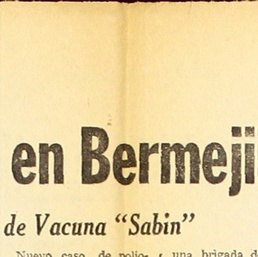 en Bermeji
de Vacuna “Sabin”
Nuevo caso de polio- , una brigada d